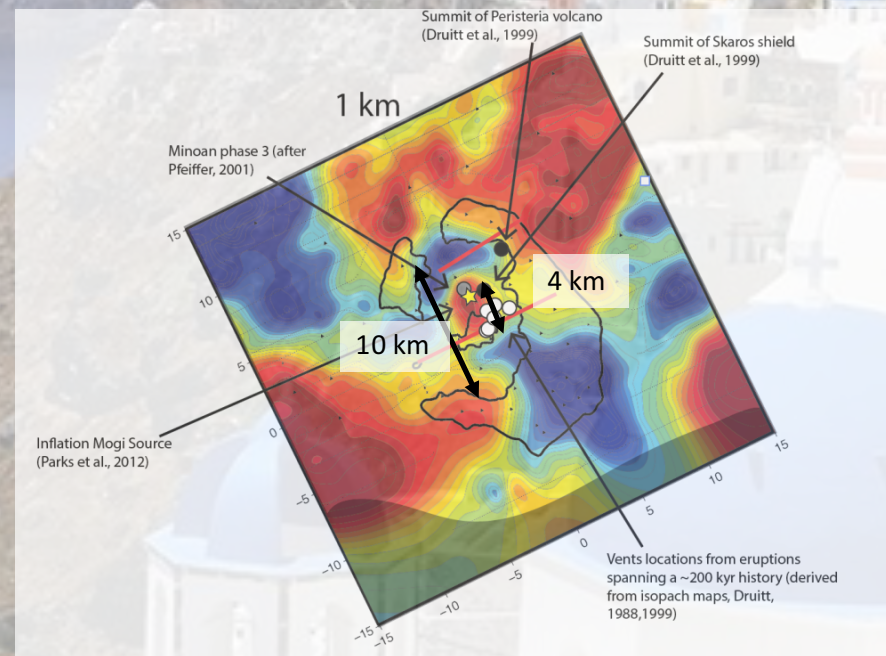 Summit of Peristeria volcano
(Druitt et al., 1999)
Summit of Skaros shield
(Druitt et al., 1999)
1 km
Minoan phase 3 (after
Pfeiffer, 2001)
4 km
10 km
Inflation Mogi Source
(Parks et al., 2012)
Vents locations from eruptions
spanning a ~200 kyr history (derived
from isopach maps, Druitt,
1988,1999)
15
10
5
0
−5
−10
−15
−15
−10
−5
0
5
10
15